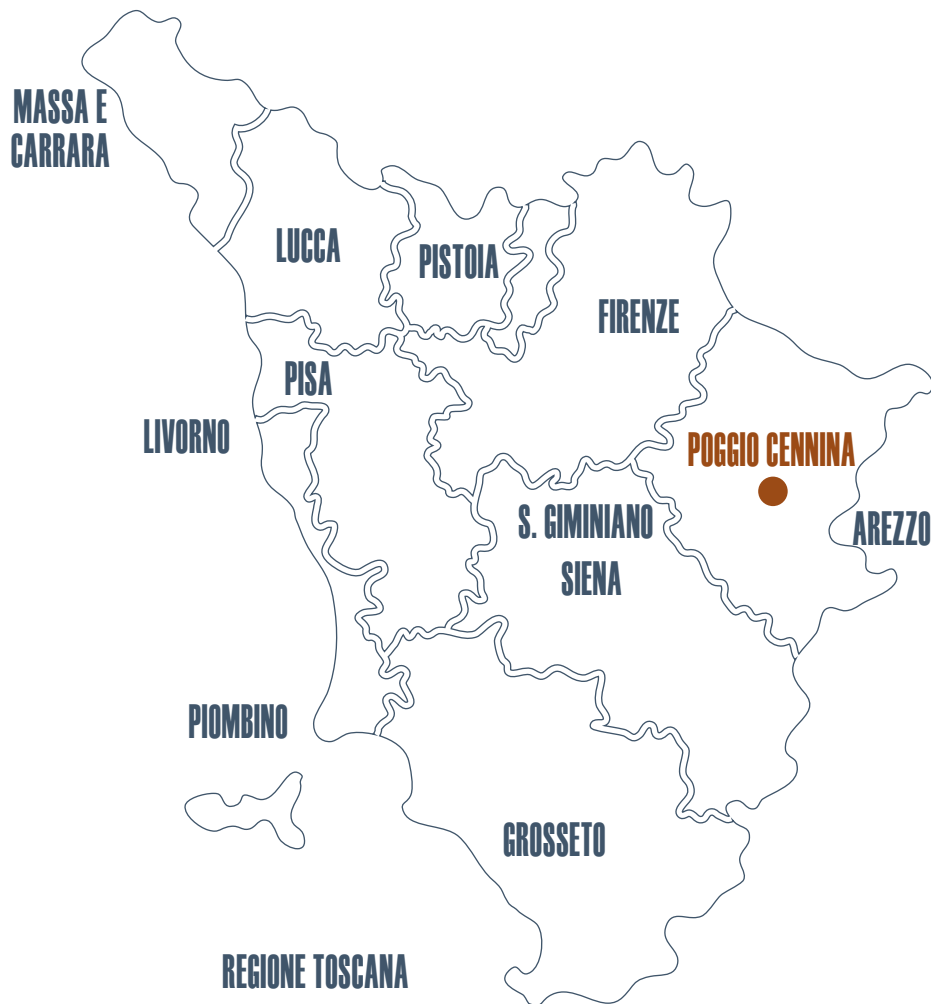 MASSA E
CARRARA
LUCCA
PISTOIA
FIRENZE
PISA
LIVORNO
POGGIO CENNINA
S. GIMINIANO
AREZZO
SIENA
PIOMBINO
GROSSETO
REGIONE TOSCANA